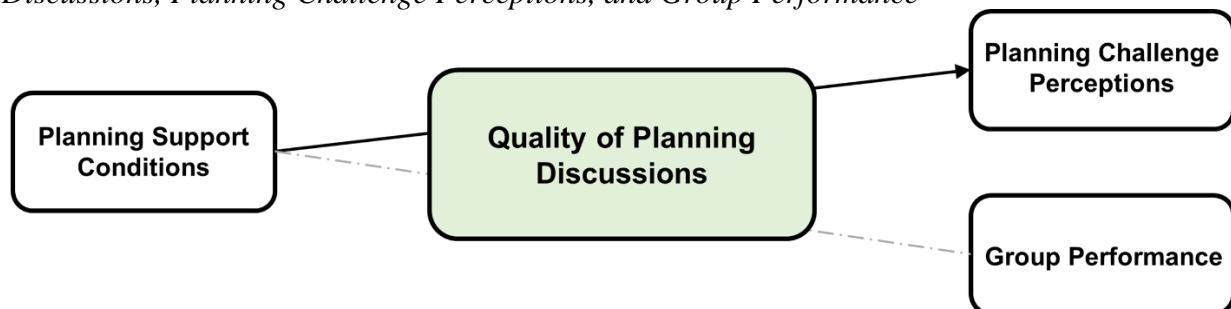 Discussions, Planning Challenge Perceptions, and Group Performance
Planning Challenge
Perceptions
Planning Support
Conditions
Quality of Planning
Discussions
Group Performance